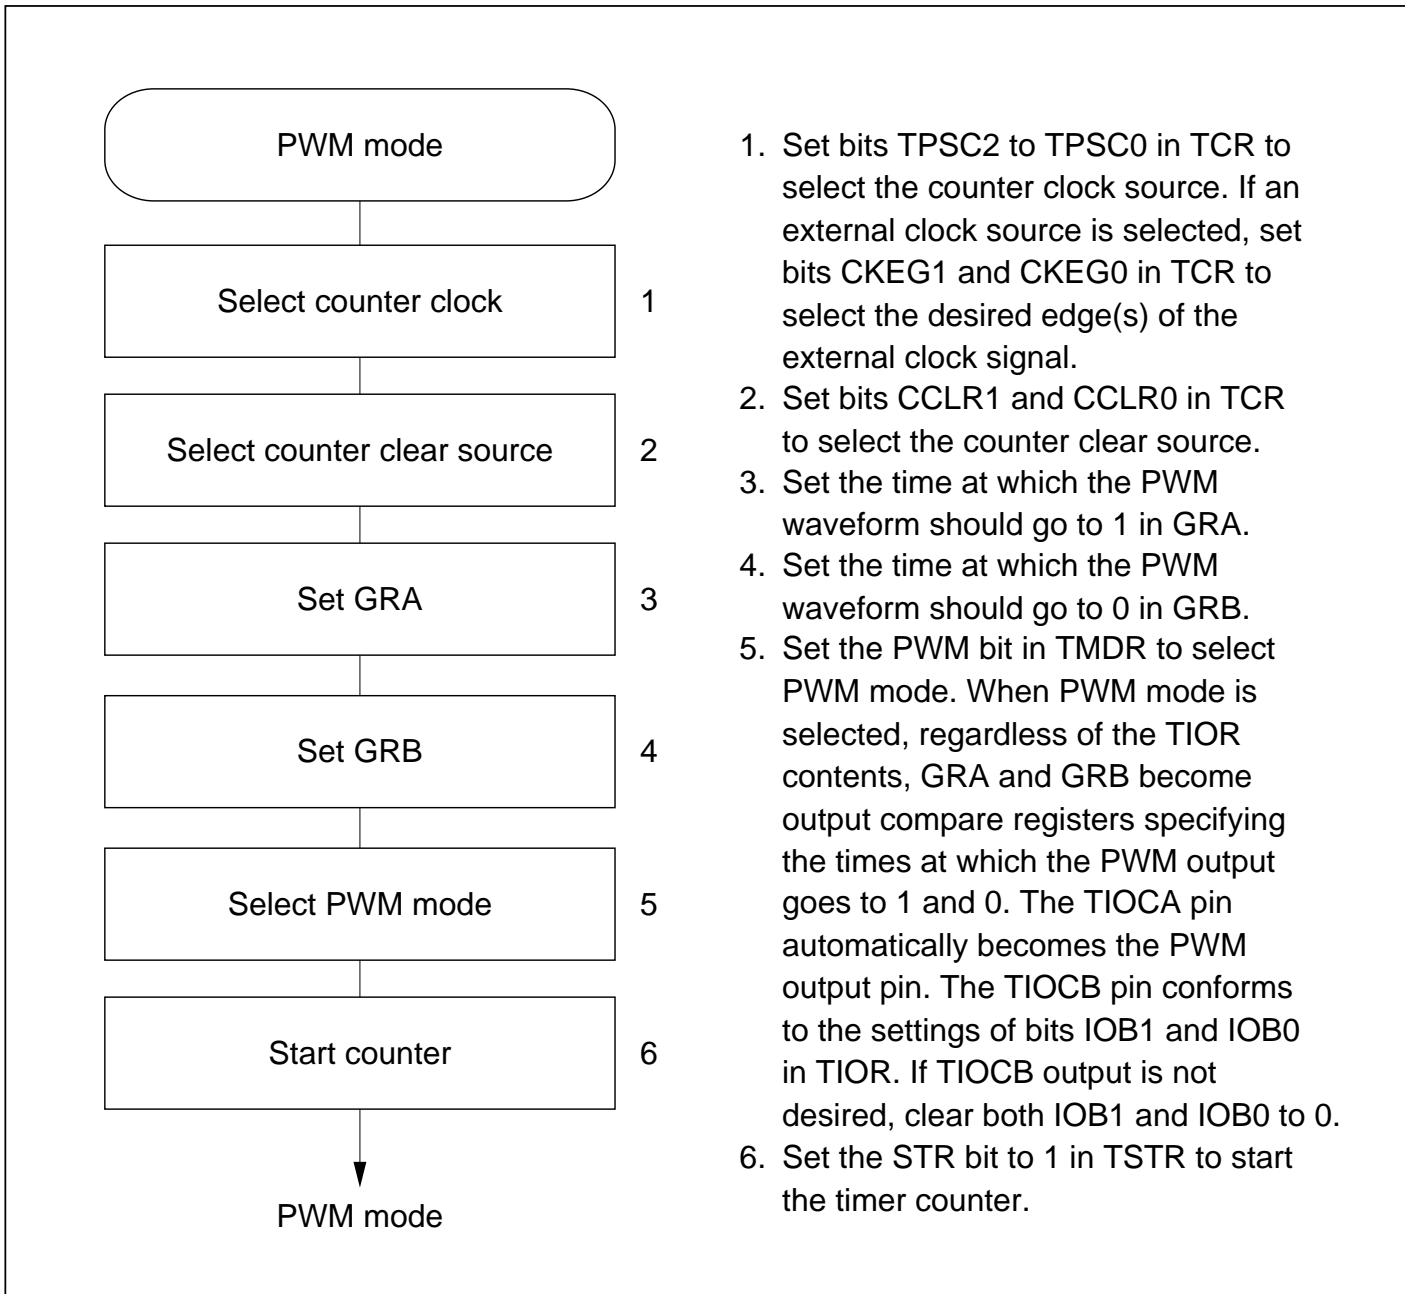 PWM mode
Select counter clock 1
Select counter clear source 2
Set GRA 3
Set GRB 4
Select PWM mode 5
Start counter 6
PWM mode
1. Set bits TPSC2 to TPSC0 in TCR to
select the counter clock source. If an
external clock source is selected, set
bits CKEG1 and CKEG0 in TCR to
select the desired edge(s) of the
external clock signal.
2. Set bits CCLR1 and CCLR0 in TCR
to select the counter clear source.
3. Set the time at which the PWM
waveform should go to 1 in GRA.
4. Set the time at which the PWM
waveform should go to 0 in GRB.
5. Set the PWM bit in TMDR to select
PWM mode. When PWM mode is
selected, regardless of the TIOR
contents, GRA and GRB become
output compare registers specifying
the times at which the PWM output
goes to 1 and 0. The TIOCA pin
automatically becomes the PWM
output pin. The TIOCB pin conforms
to the settings of bits IOB1 and IOB0
in TIOR. If TIOCB output is not
desired, clear both IOB1 and IOB0 to 0.
6. Set the STR bit to 1 in TSTR to start
the timer counter.